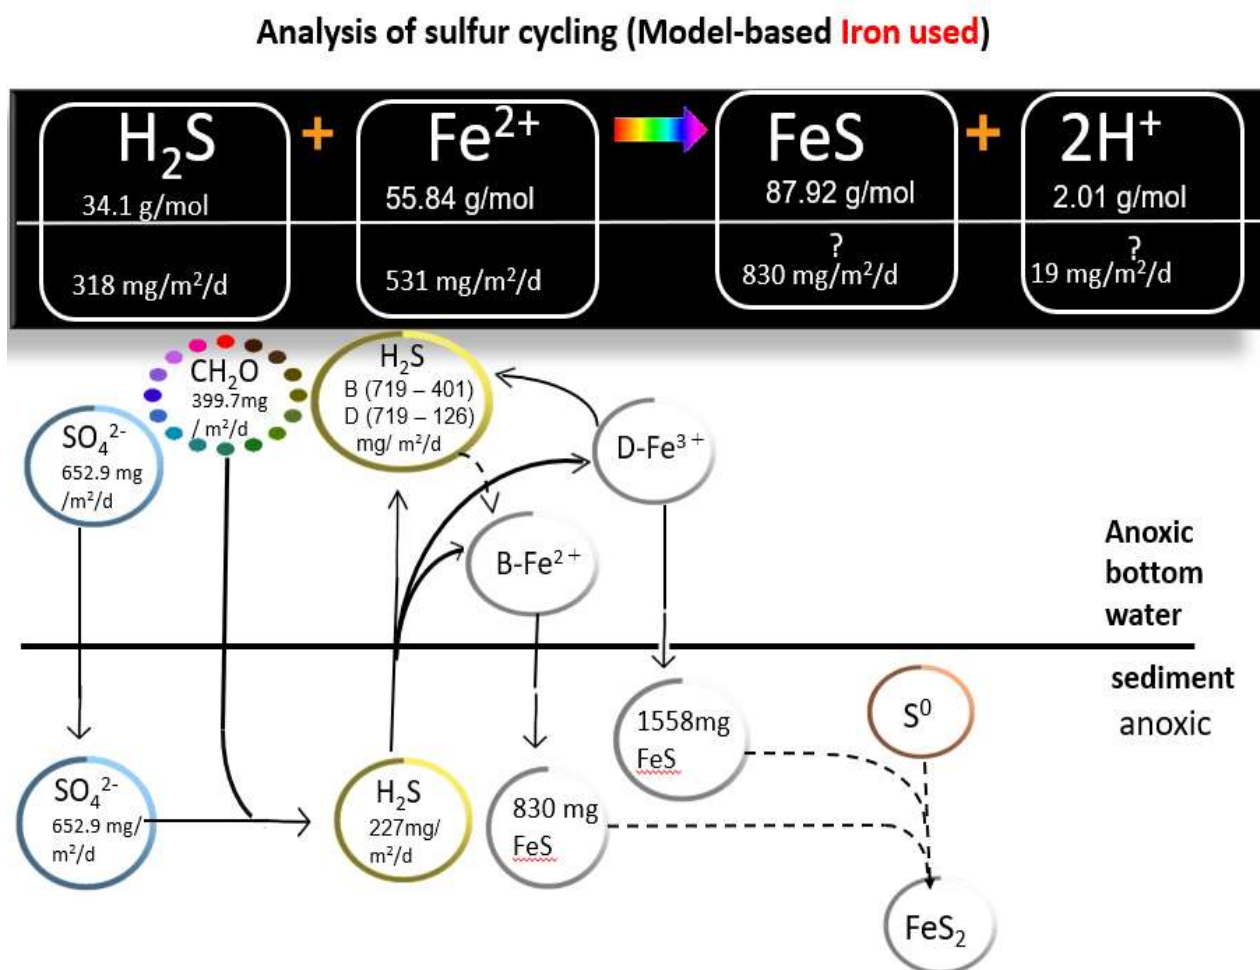 Analysis of sulfur cycling (Model-based Iron used)
H₂S + Fe²⁺ FeS + 2H⁺
34.1 g/mol 55.84 g/mol 87.92 g/mol 2.01 g/mol
? ?
318 mg/m²/d 531 mg/m²/d 830 mg/m²/d 19 mg/m²/d
CH₂O
399.7mg
/ m²/d
H₂S
B (719 – 401)
D (719 – 126)
mg/ m²/d
SO₄²⁻
652.9 mg
/m²/d
D-Fe³⁺
B-Fe²⁺
Anoxic
bottom
water
sediment
anoxic
1558mg
FeS
S⁰
SO₄²⁻
652.9 mg/
m²/d
H₂S
227mg/
m²/d
830 mg
FeS
FeS₂